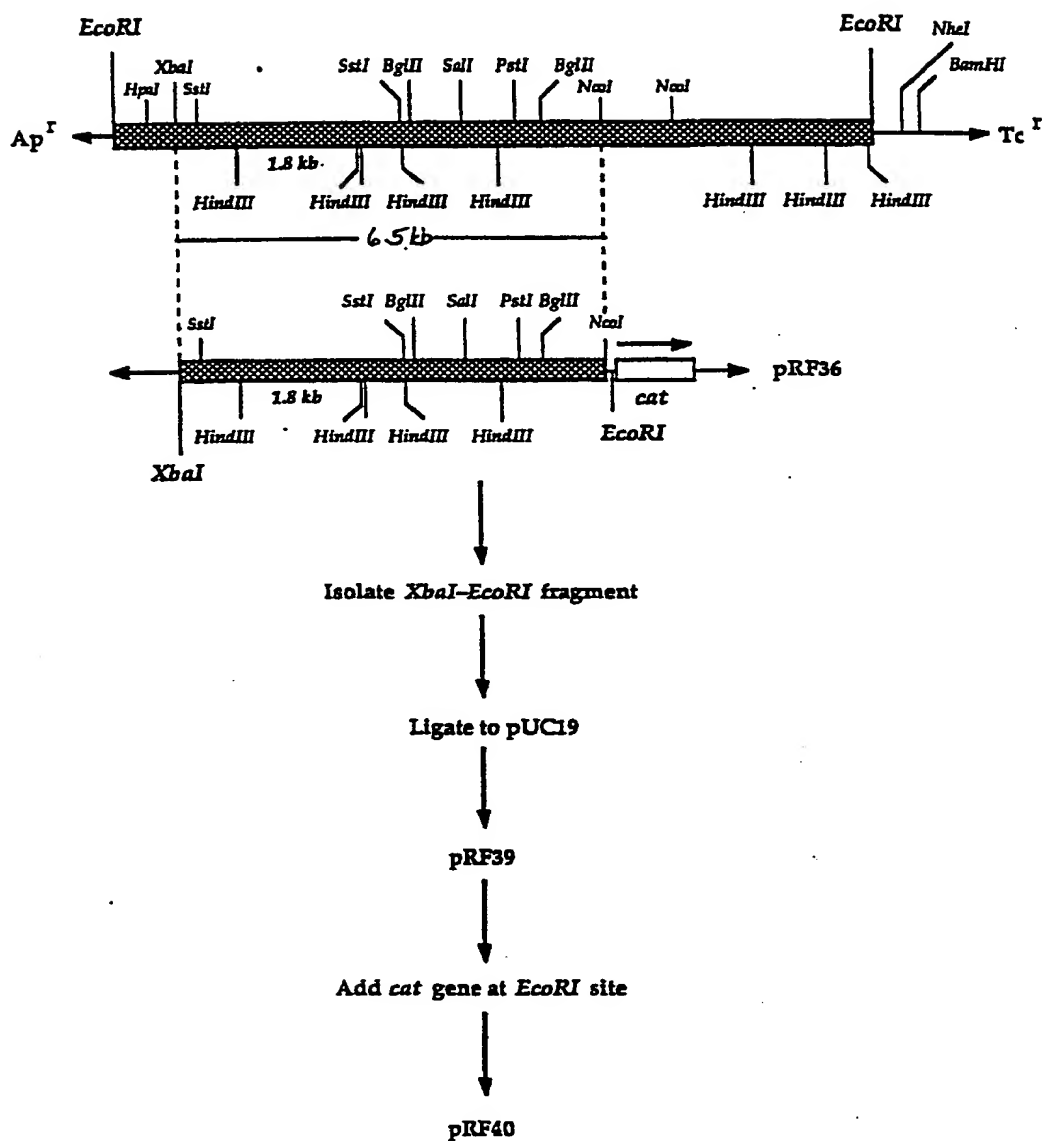 EcoRI EcoRI NheI
XbaI SstI BglII SalI PstI BglII BamHI
HpaI SstI NcoI NcoI
Ap r Tc r
1.8 kb
HindIII HindIII HindIII HindIII HindIII HindIII HindIII
6.5 kb
SstI BglII SalI PstI BglII
SstI NcoI
pRF36
1.8 kb cat
HindIII HindIII HindIII HindIII EcoRI
XbaI
Isolate XbaI–EcoRI fragment
Ligate to pUC19
pRF39
Add cat gene at EcoRI site
pRF40